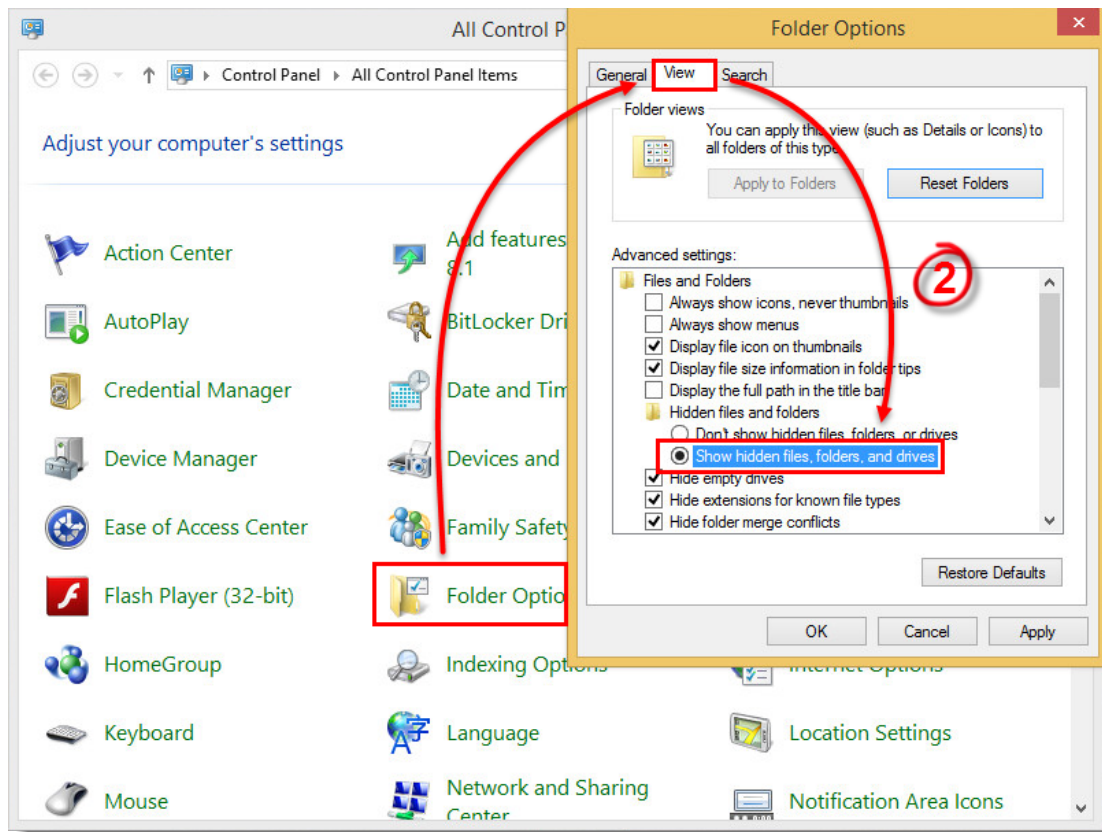 All Control P
Folder Options
Control Panel
All Control Panel Items
Adjust your computer's settings
Action Center
Add features
8.1
AutoPlay
BitLocker Dri
Credential Manager
Date and Tim
Device Manager
Devices and
Ease of Access Center
Family Safety
Flash Player (32-bit)
Folder Optio
HomeGroup
Indexing Options
Internet Options
Keyboard
Language
Location Settings
Mouse
Network and Sharing
Center
Notification Area Icons
General View Search
Folder views
You can apply this view (such as Details or Icons) to
all folders of this type
Apply to Folders
Reset Folders
Advanced settings:
2
Files and Folders
Always show icons, never thumbnails
Always show menus
Display file icon on thumbnails
Display file size information in folder tips
Display the full path in the title bar
Hidden files and folders
Don't show hidden files, folders, or drives
Show hidden files, folders, and drives
Hide empty drives
Hide extensions for known file types
Hide folder merge conflicts
Restore Defaults
OK
Cancel
Apply